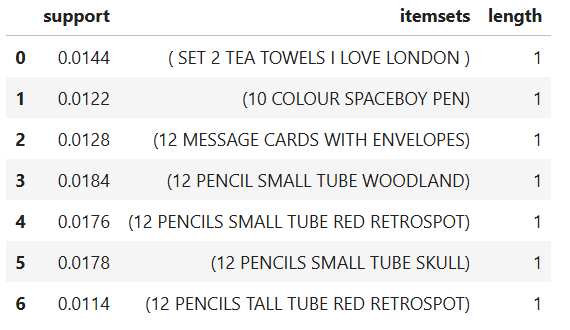 support itemsets length
0 0.0144 ( SET 2 TEA TOWELS I LOVE LONDON ) 1
1 0.0122 (10 COLOUR SPACEBOY PEN) 1
2 0.0128 (12 MESSAGE CARDS WITH ENVELOPES) 1
3 0.0184 (12 PENCIL SMALL TUBE WOODLAND) 1
4 0.0176 (12 PENCILS SMALL TUBE RED RETROSPOT) 1
5 0.0178 (12 PENCILS SMALL TUBE SKULL) 1
6 0.0114 (12 PENCILS TALL TUBE RED RETROSPOT) 1